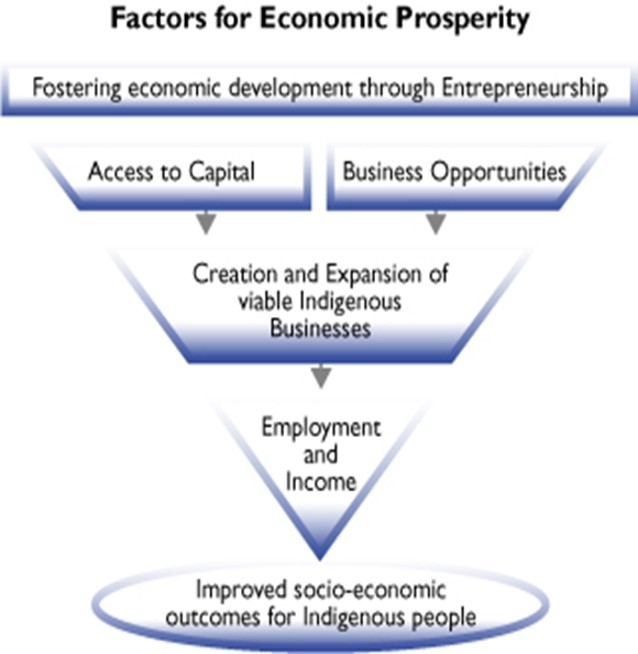 Factors for Economic Prosperity
Fostering economic development through Entrepreneurship
Access to Capital
Business Opportunities
Creation and Expansion of
viable Indigenous
Businesses
Employment
and
Income
Improved socio-economic
outcomes for Indigenous people